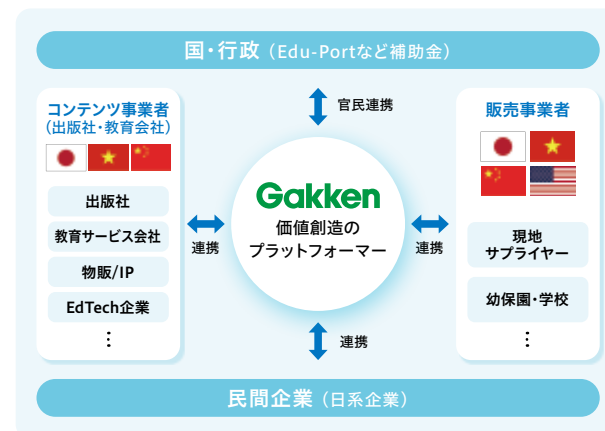 国・行政（Edu-Portなど補助金）
官民連携
コンテンツ事業者
（出版社・教育会社）
出版社
教育サービス会社
物販/IP
EdTech企業
⋮
連携
Gakken
価値創造の
プラットフォーマー
連携
販売事業者
現地
サプライヤー
幼保園・学校
⋮
連携
民間企業（日系企業）